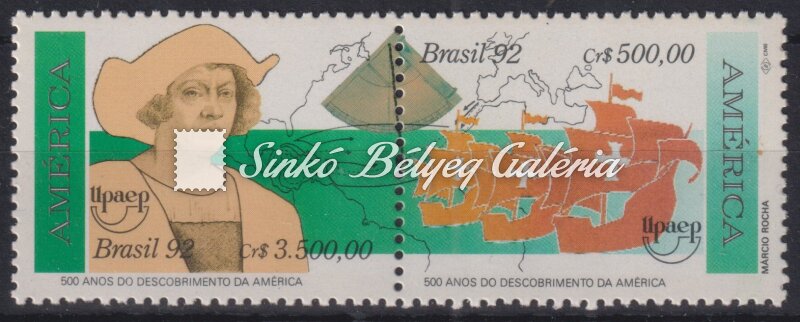 AMÉRICA
Upaep
Brasil 92
Cr$ 3.500,00
500 ANOS DO DESCOBRIMENTO DA AMÉRICA
Brasil 92
Cr$ 500,00
Upaep
500 ANOS DO DESCOBRIMENTO DA AMÉRICA
AMÉRICA
MÁRCIO ROCHA
Sinkó Bélyeg Galéria